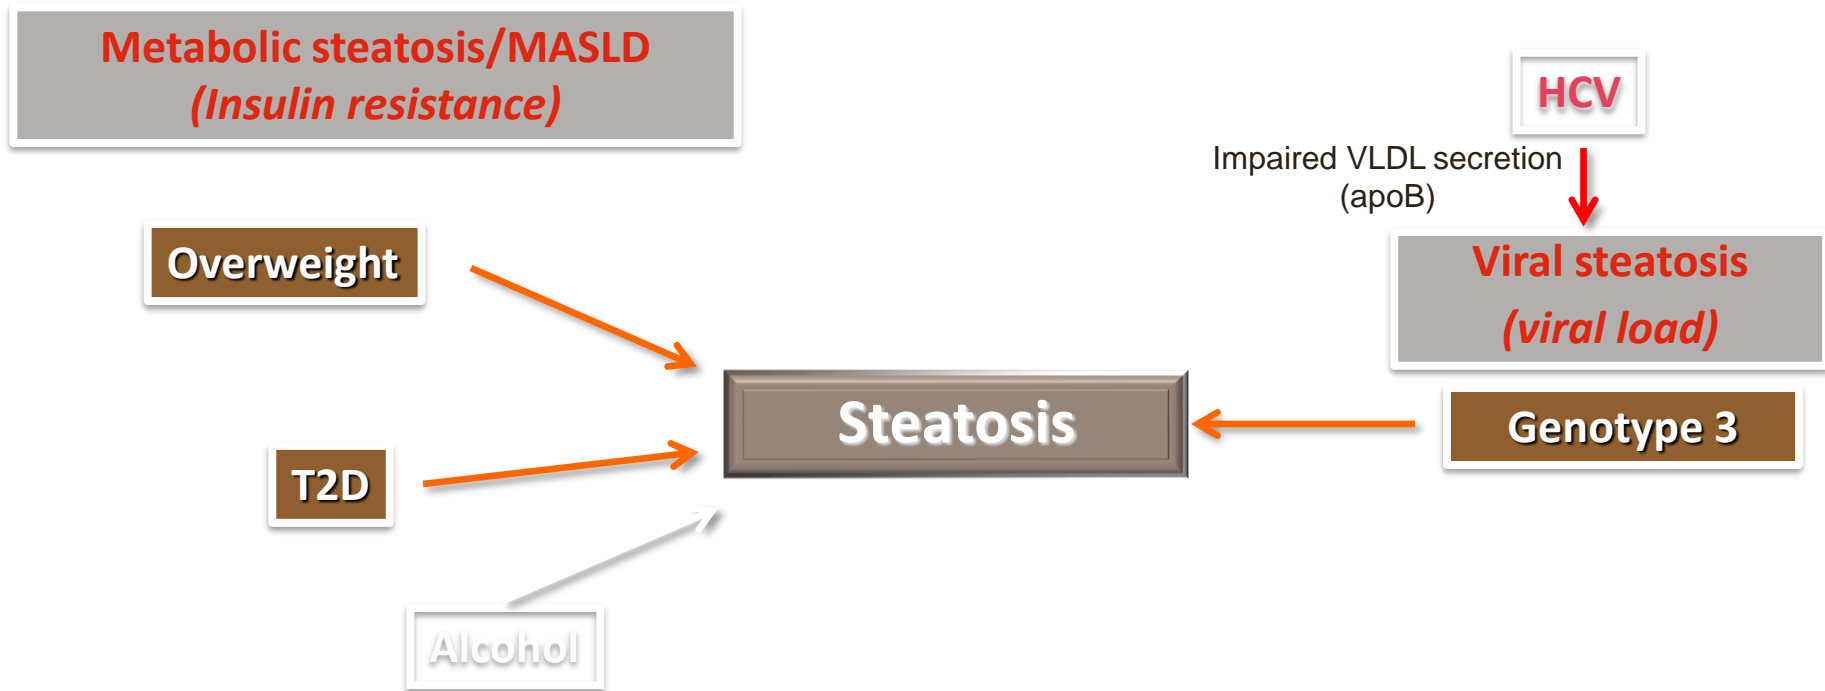 Metabolic steatosis/MASLD
(Insulin resistance)
HCV
Impaired VLDL secretion
(apoB)
Overweight
Viral steatosis
(viral load)
Steatosis
Genotype 3
T2D
Alcohol